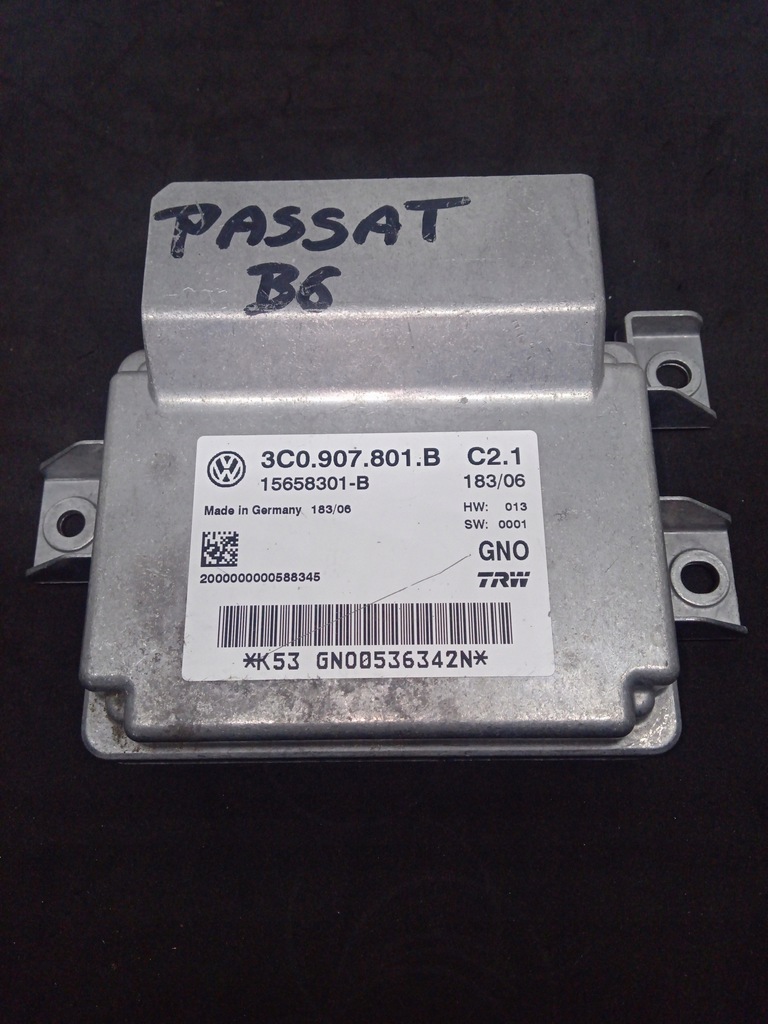 PASSAT
B6
3C0.907.801.B C2.1
15658301-B 183/06
Made in Germany 183/06
HW: 013
SW: 0001
GNO
2000000000588345
TRW
*K53 GNO0536342N*